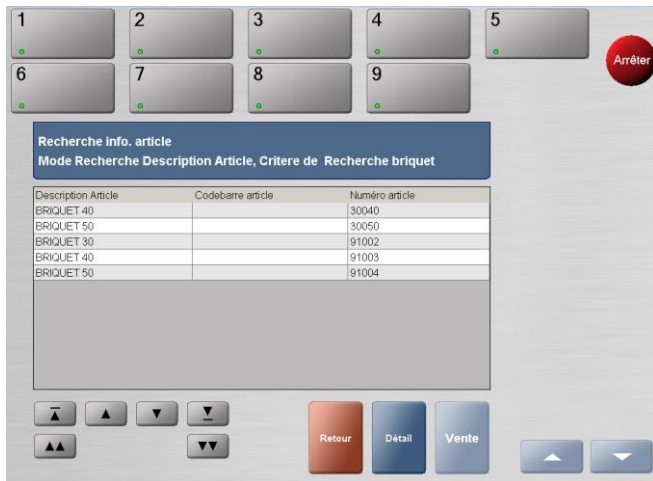 1 2 3 4 5
Arrêter
6 7 8 9
Recherche info. article
Mode Recherche Description Article, Critere de Recherche briquet
Description Article Codebarre article Numéro article
BRIQUET 40 30040
BRIQUET 50 30050
BRIQUET 30 91002
BRIQUET 40 91003
BRIQUET 50 91004
Retour Détail Vente